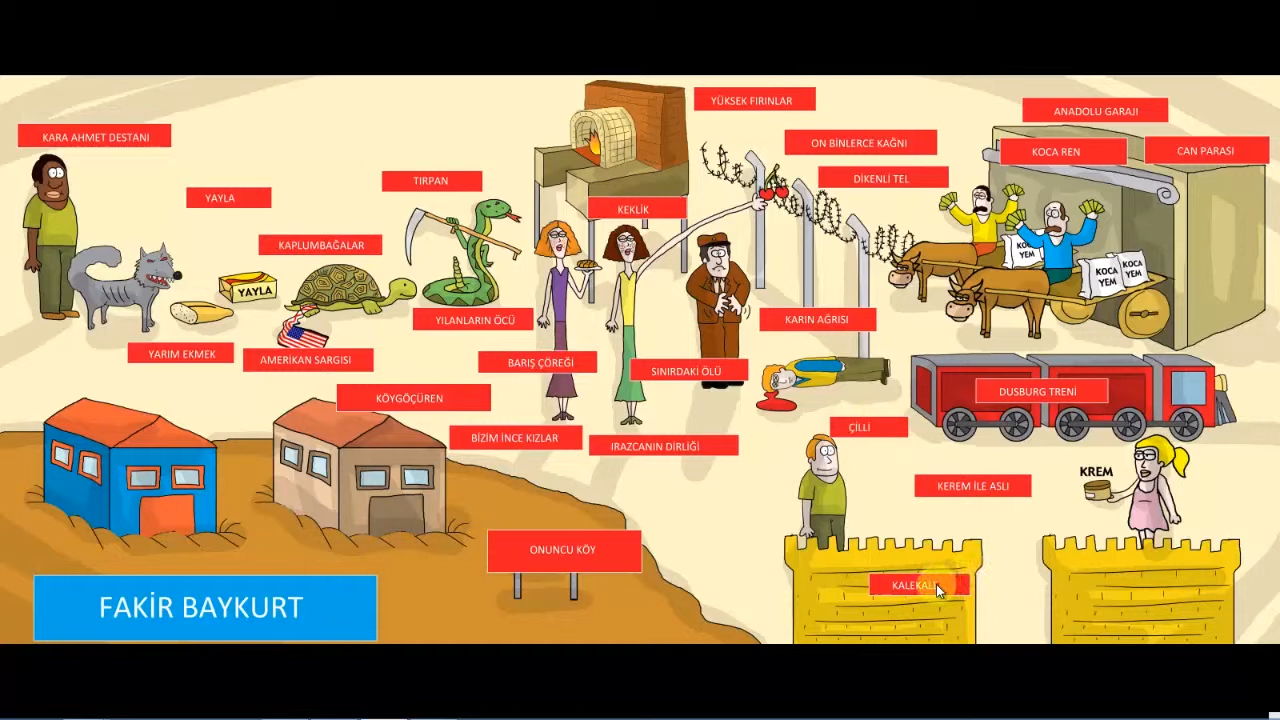 YÜKSEK FIRINLAR
ANADOLU GARAJI
KARA AHMET DESTANI
ON BİNLERCE KAĞNI
KOCA REN
CAN PARASI
TIRPAN
DİKENLİ TEL
YAYLA
KEKLİK
KAPLUMBAĞALAR
KOCA
YEM
KOCA
YEM
KOCA
YEM
YAYLA
YILANLARIN ÖCÜ
KARIN AĞRISI
YARIM EKMEK
AMERİKAN SARGISI
BARIŞ ÇÖREĞİ
SINIRDAKİ ÖLÜ
DUSBURG TRENİ
KÖYGÖÇÜREN
ÇİLLİ
BİZİM İNCE KIZLAR
IRAZCANIN DİRLİĞİ
KREM
KEREM İLE ASLI
ONUNCU KÖY
FAKİR BAYKURT